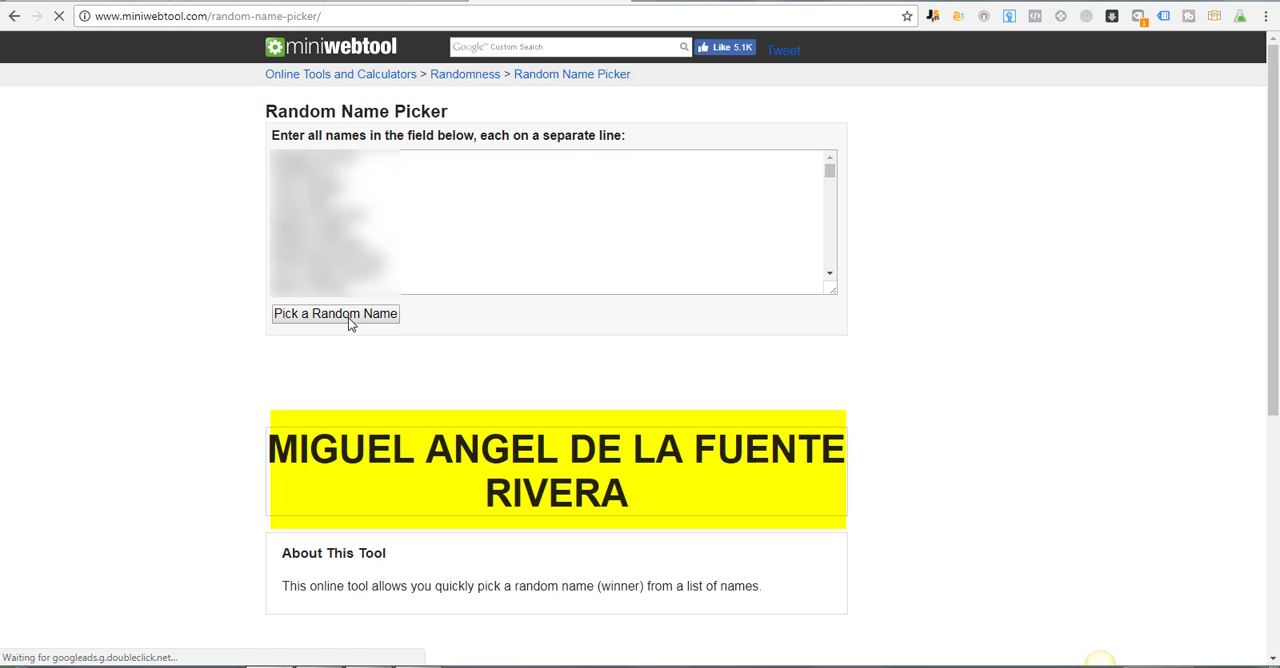 www.miniwebtool.com/random-name-picker/
miniwebtool
Google™ Custom Search
Like 5.1K
Tweet
Online Tools and Calculators > Randomness > Random Name Picker
Random Name Picker
Enter all names in the field below, each on a separate line:
Pick a Random Name
MIGUEL ANGEL DE LA FUENTE
RIVERA
About This Tool
This online tool allows you quickly pick a random name (winner) from a list of names.
Waiting for googleads.g.doubleclick.net...